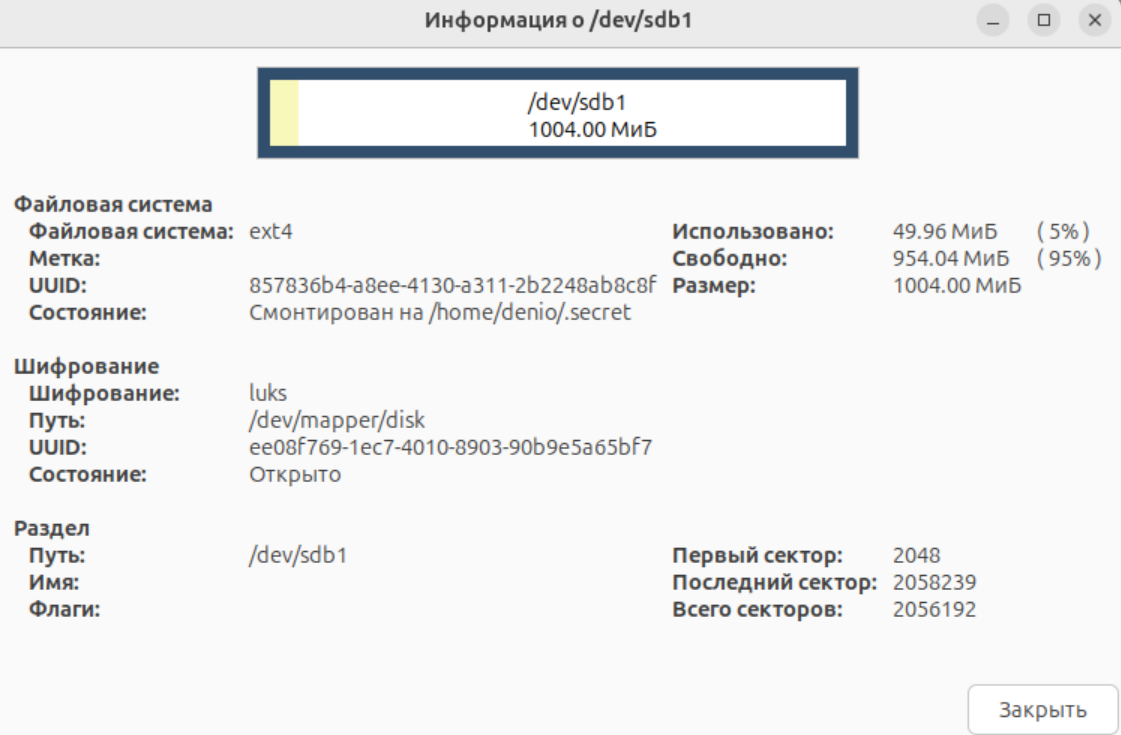 Информация о /dev/sdb1
/dev/sdb1
1004.00 МиБ
Файловая система
Файловая система: ext4 Использовано: 49.96 МиБ ( 5% )
Метка: Свободно: 954.04 МиБ ( 95% )
UUID: 857836b4-a8ee-4130-a311-2b2248ab8c8f Размер: 1004.00 МиБ
Состояние: Смонтирован на /home/denio/.secret
Шифрование
Шифрование: luks
Путь: /dev/mapper/disk
UUID: ee08f769-1ec7-4010-8903-90b9e5a65bf7
Состояние: Открыто
Раздел
Путь: /dev/sdb1 Первый сектор: 2048
Имя: Последний сектор: 2058239
Флаги: Всего секторов: 2056192
Закрыть